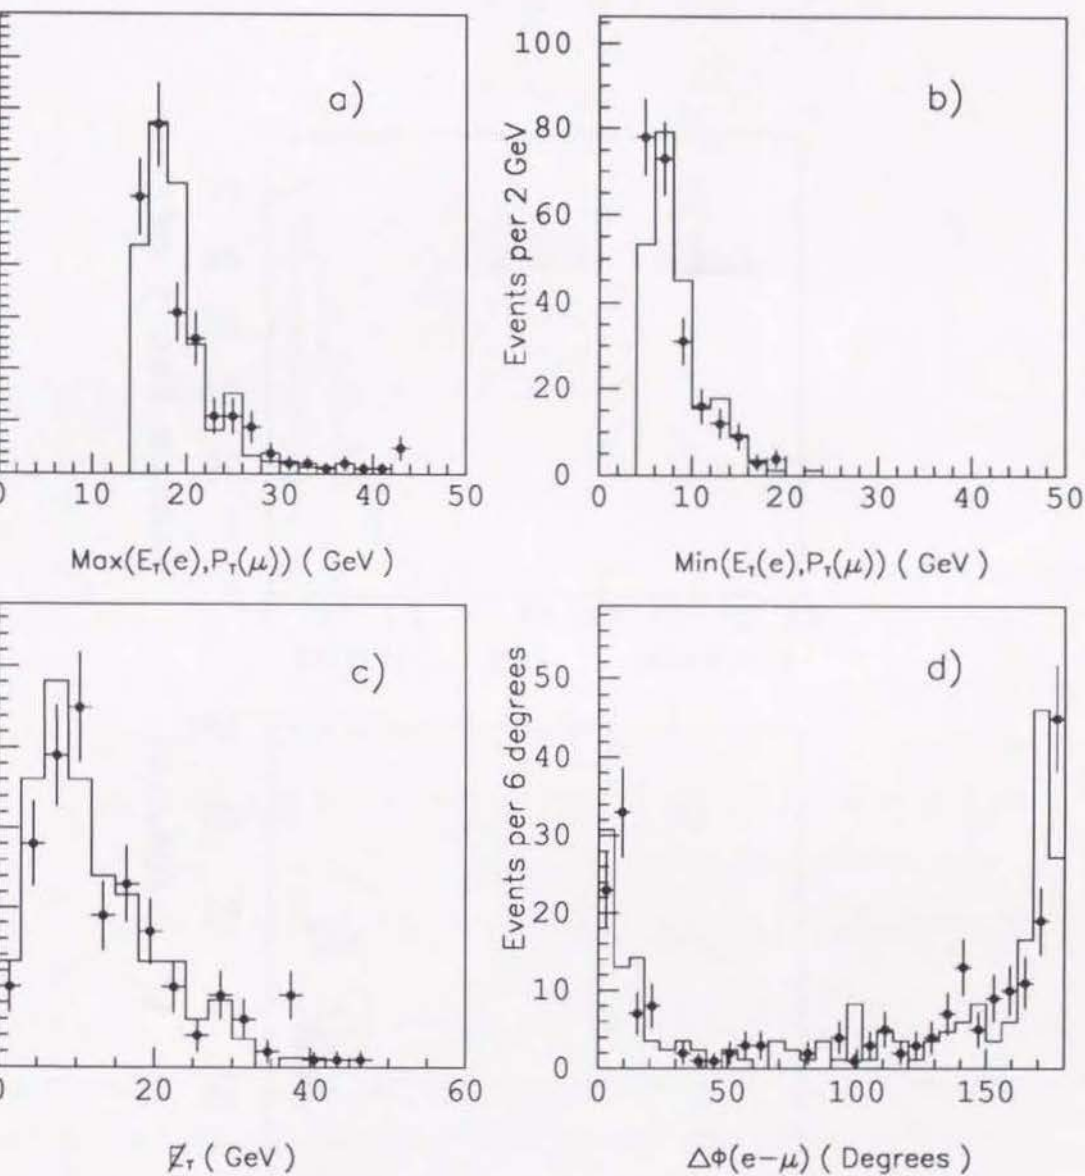 a)
0 10 20 30 40 50
Max(E_T(e),P_T(μ)) ( GeV )
b)
Events per 2 GeV
100
80
60
40
20
0
0 10 20 30 40 50
Min(E_T(e),P_T(μ)) ( GeV )
c)
0 20 40 60
E̸_T ( GeV )
d)
Events per 6 degrees
50
40
30
20
10
0
0 50 100 150
ΔΦ(e−μ) ( Degrees )